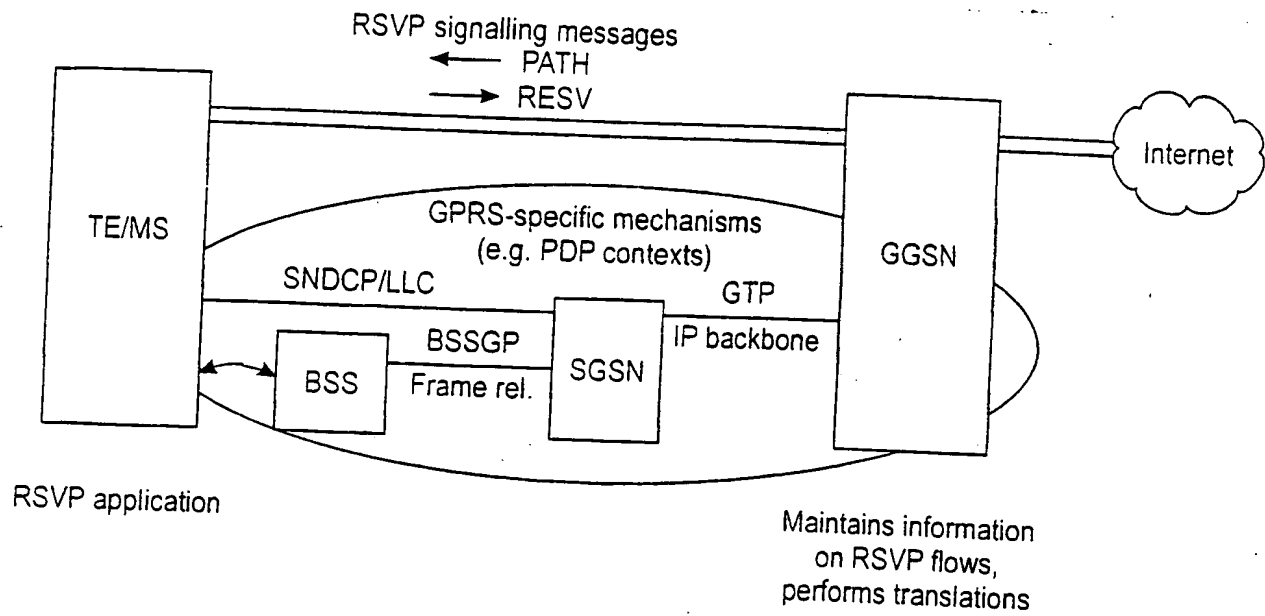 RSVP signalling messages
PATH
RESV
Internet
TE/MS
GPRS-specific mechanisms
(e.g. PDP contexts)
GGSN
SNDCP/LLC
GTP
BSSGP
IP backbone
BSS
Frame rel.
SGSN
RSVP application
Maintains information
on RSVP flows,
performs translations